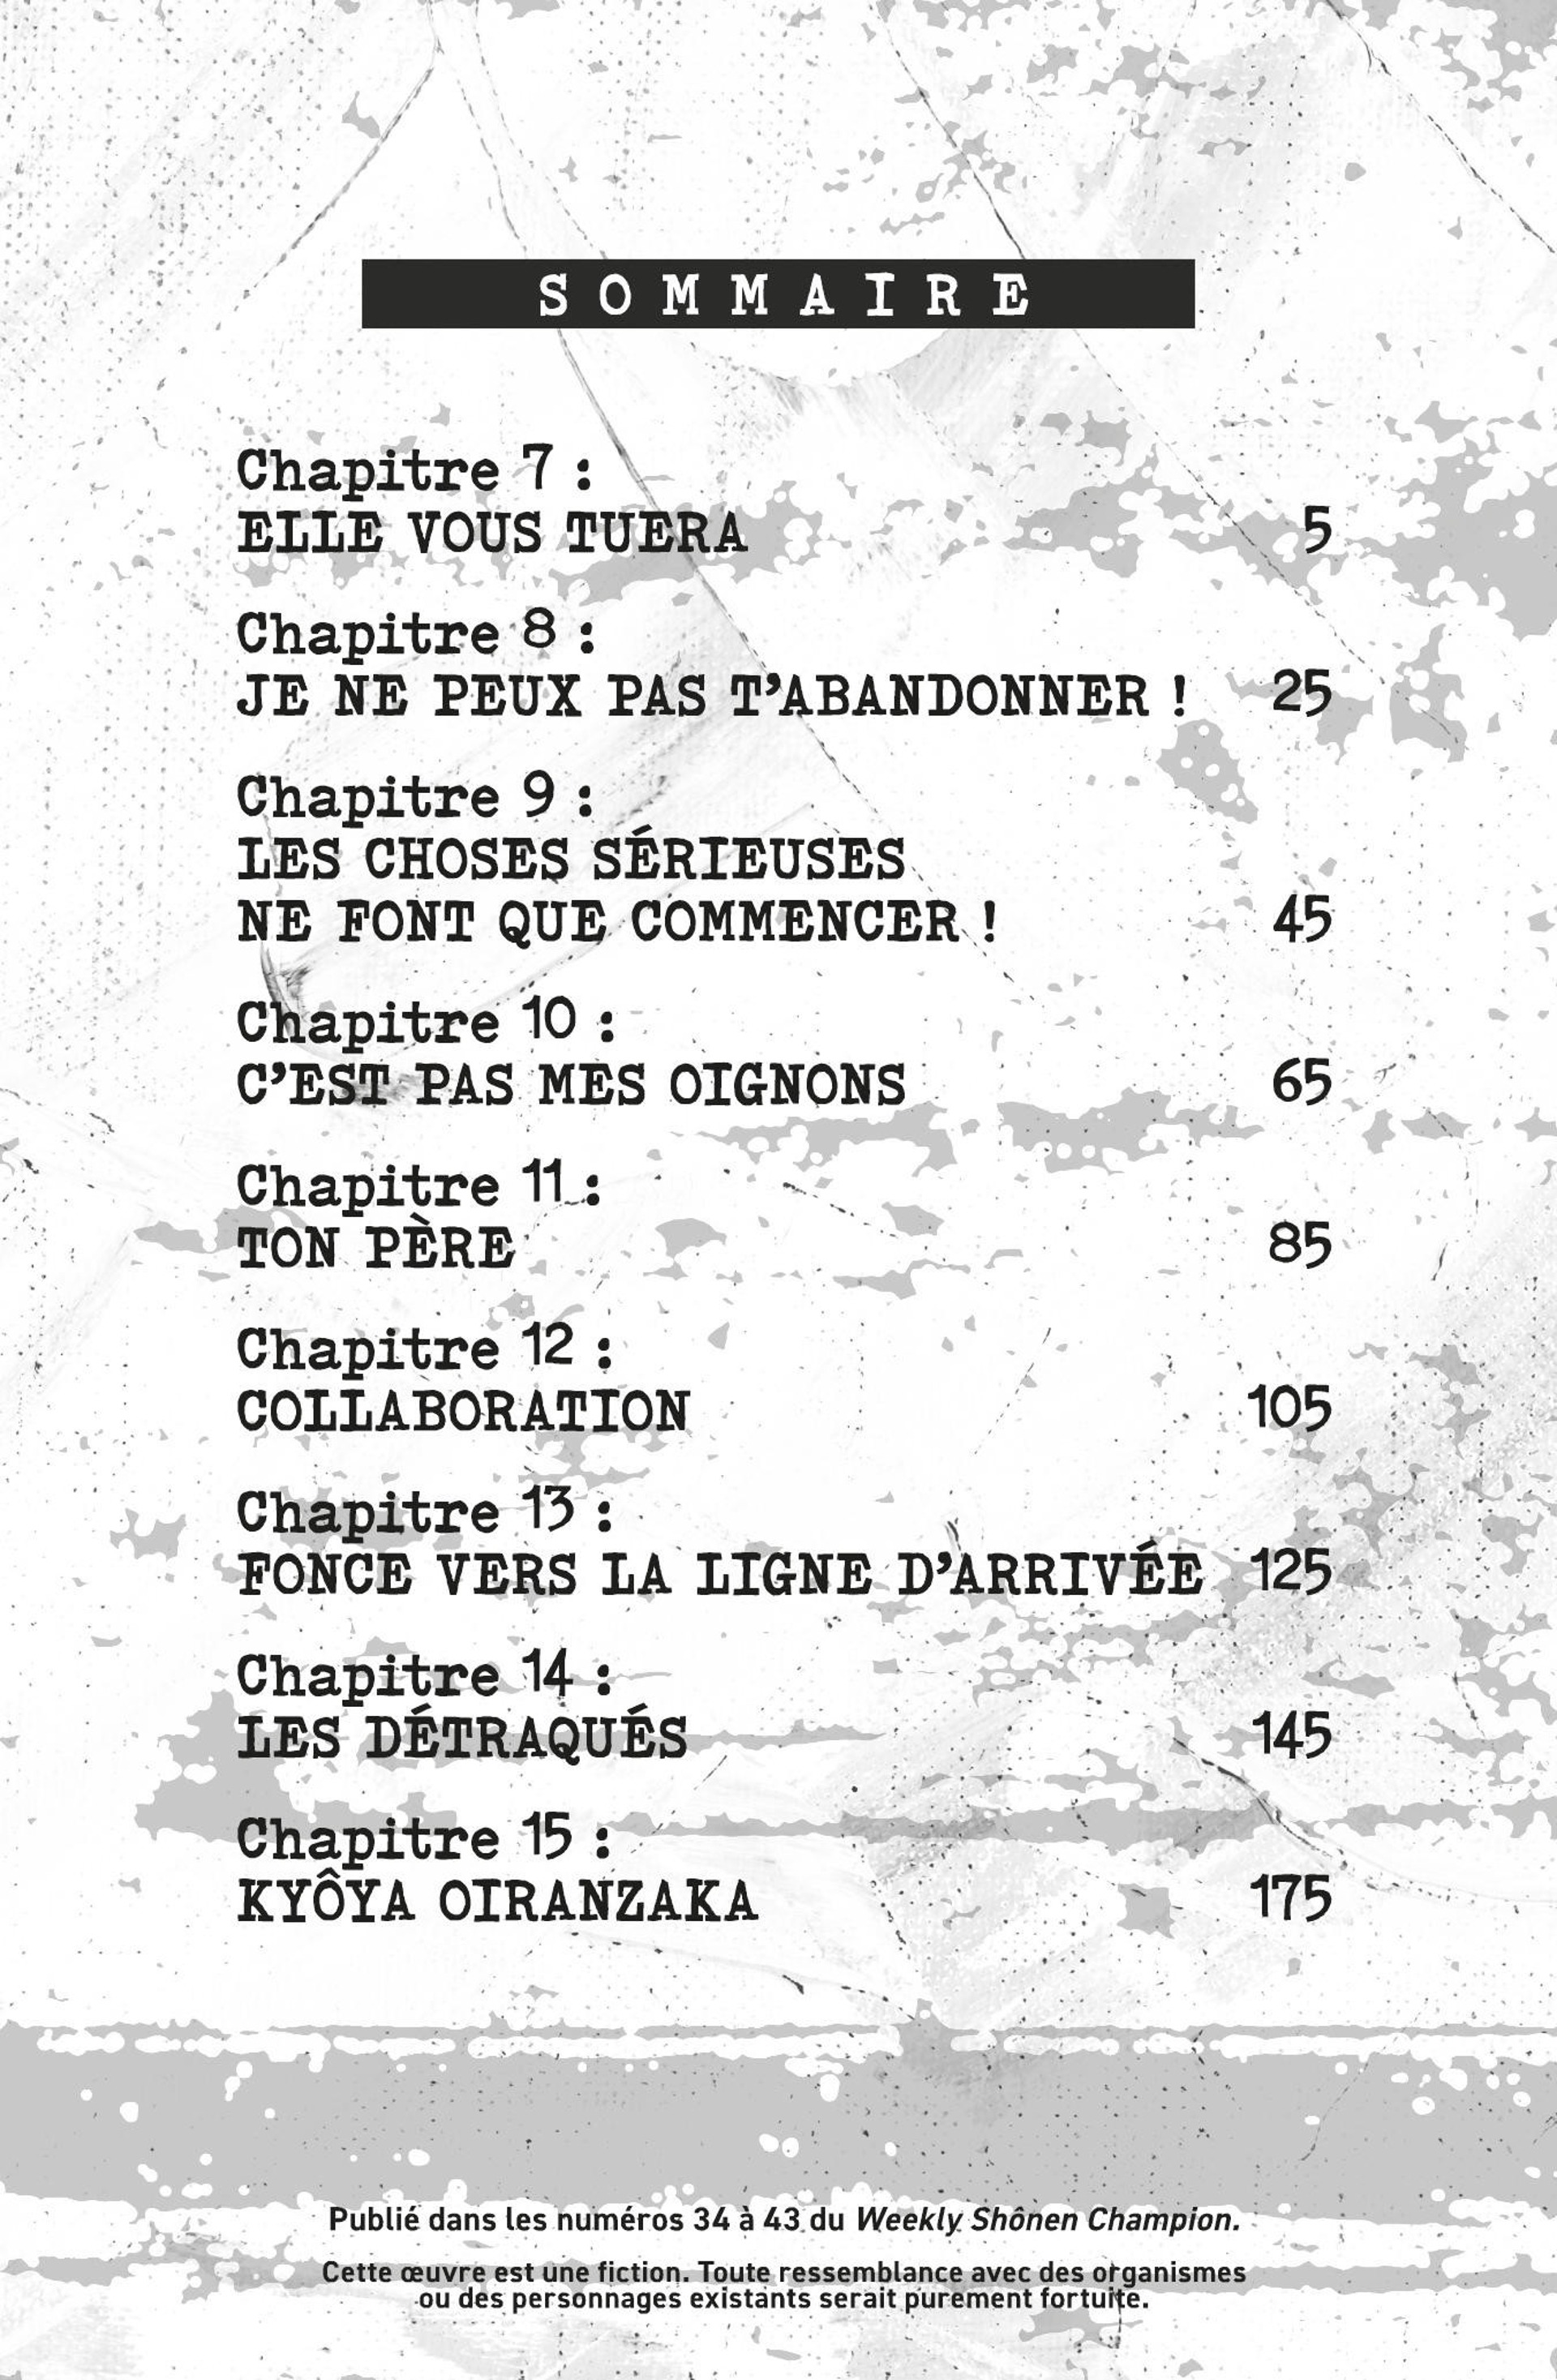 SOMMAIRE
Chapitre 7 :
ELLE VOUS TUERA 5
Chapitre 8 :
JE NE PEUX PAS T’ABANDONNER ! 25
Chapitre 9 :
LES CHOSES SÉRIEUSES
NE FONT QUE COMMENCER ! 45
Chapitre 10 :
C’EST PAS MES OIGNONS 65
Chapitre 11 :
TON PÈRE 85
Chapitre 12 :
COLLABORATION 105
Chapitre 13 :
FONCE VERS LA LIGNE D’ARRIVÉE 125
Chapitre 14 :
LES DÉTRAQUÉS 145
Chapitre 15 :
KYÔYA OIRANZAKA 175
Publié dans les numéros 34 à 43 du Weekly Shônen Champion.
Cette œuvre est une fiction. Toute ressemblance avec des organismes
ou des personnages existants serait purement fortuite.